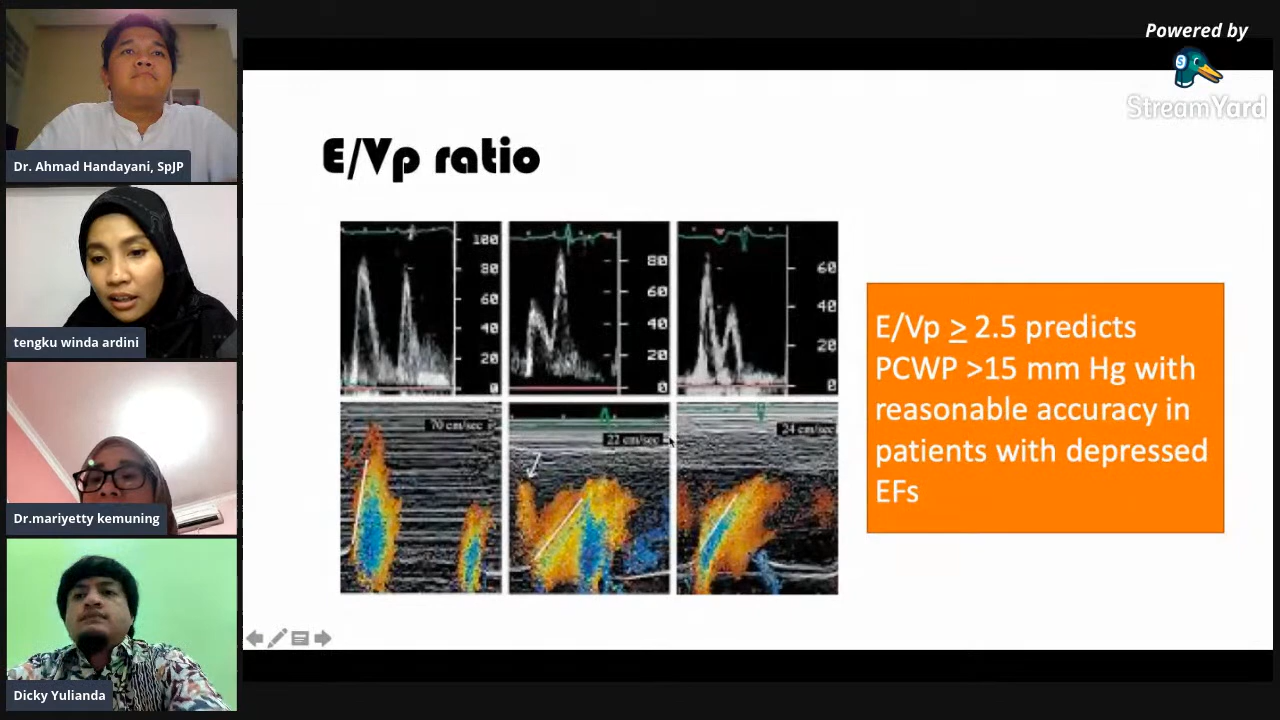 Powered by
S
StreamYard
Dr. Ahmad Handayani, SpJP
tengku winda ardini
Dr.mariyetty kemuning
Dicky Yulianda
E/Vp ratio
100
80
60
40
20
0
80
60
40
20
0
60
40
20
0
70 cm/sec
22 cm/sec
24 cm/sec
E/Vp ≥ 2.5 predicts
PCWP >15 mm Hg with
reasonable accuracy in
patients with depressed
EFs